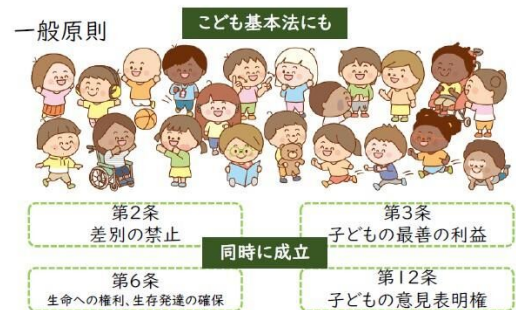 こども基本法にも
一般原則
第2条
差別の禁止
第3条
子どもの最善の利益
同時に成立
第6条
生命への権利、生存発達の確保
第12条
子どもの意見表明権